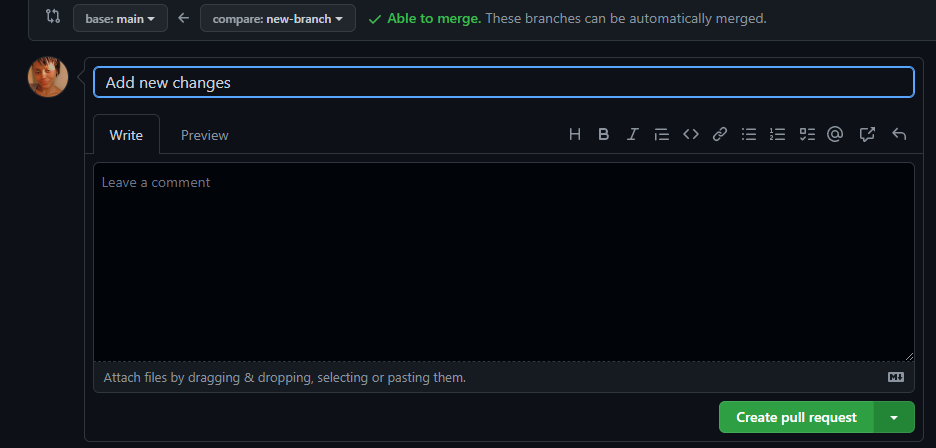 base: main compare: new-branch Able to merge. These branches can be automatically merged.
Add new changes
Write Preview
Leave a comment
Attach files by dragging & dropping, selecting or pasting them.
Create pull request